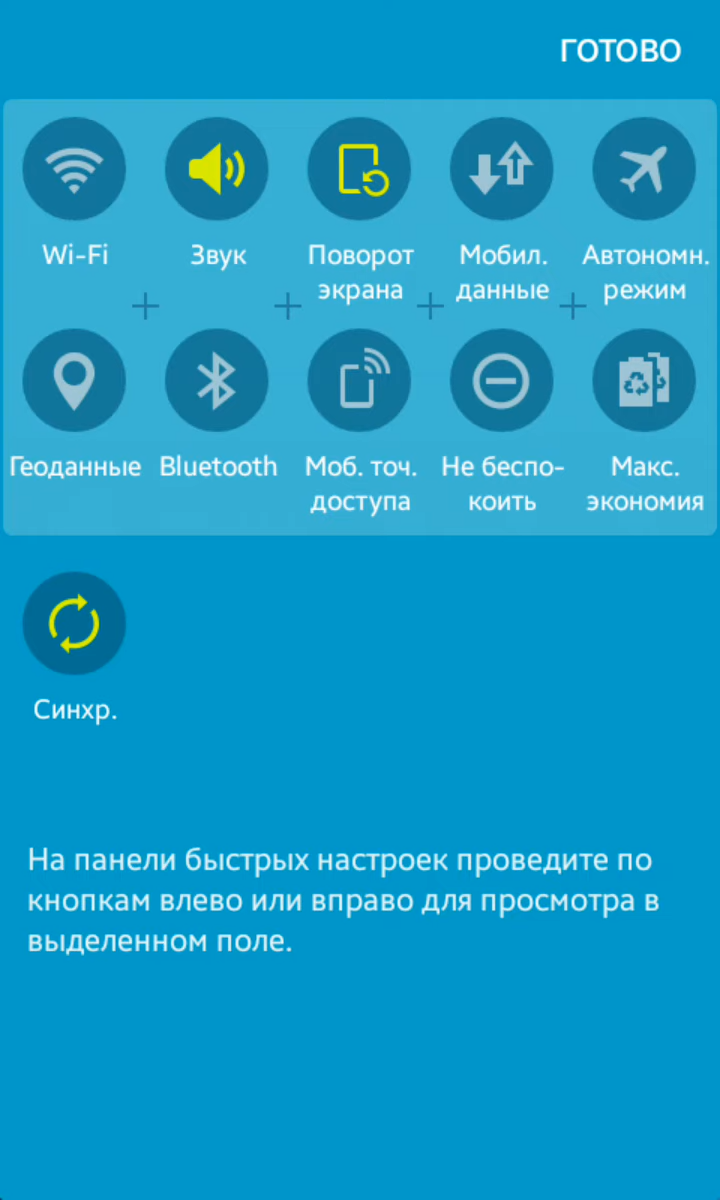 ГОТОВО
Wi-Fi
Звук
Поворот
экрана
Мобил.
данные
Автономн.
режим
Геоданные
Bluetooth
Моб. точ.
доступа
Не беспо-
коить
Макс.
экономия
Синхр.
На панели быстрых настроек проведите по
кнопкам влево или вправо для просмотра в
выделенном поле.